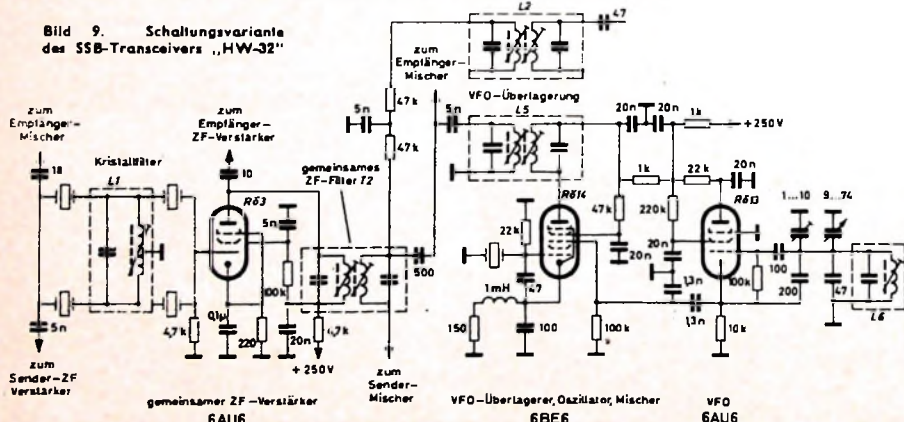 Bild 9. Schaltungsvariante
des SSB-Transceivers „HW-32“
L2
47
zum
Empfänger-
Mischer
zum
Empfänger-
Mischer
zum
Empfänger-
ZF-Verstärker
5n
47k
47k
5n
VFO-Überlagerung
L5
20n
20n
1k
+250V
18
Kristallfilter
L1
10
gemeinsames
ZF-Filter T2
Rö3
5n
Rö14
1k
22k
20n
Rö13
1...10
9...74
22k
47k
220k
500
20n
20n
100
100k
1mH
47
1,3n
100k
200
47
L6
5n
4,7k
0,1µ
220
20n
4,7k
+250V
150
100
100k
1,3n
10k
zum
Sender-ZF
Verstärker
zum
Sender-
Mischer
gemeinsamer ZF-Verstärker
6AU6
VFO-Überlagerer, Oszillator, Mischer
6BE6
VFO
6AU6